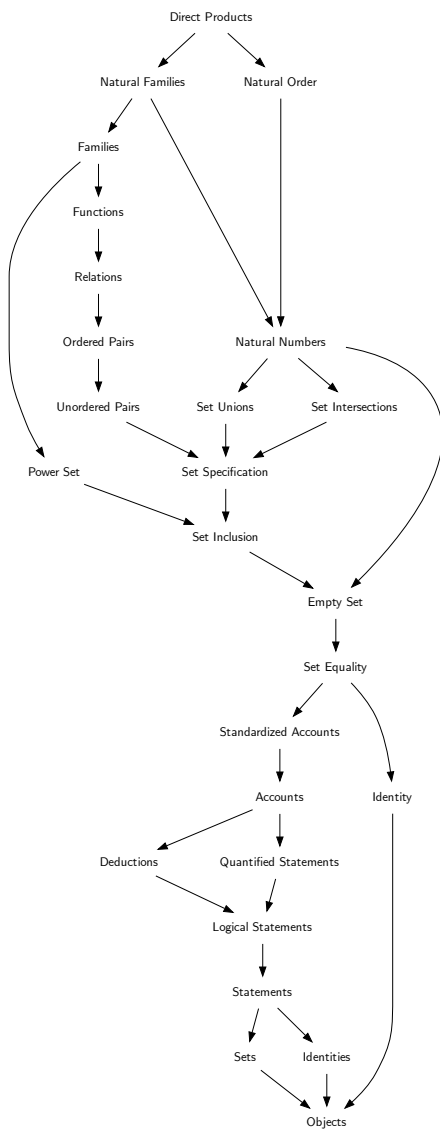 Direct Products
Natural Families
Natural Order
Families
Functions
Relations
Ordered Pairs
Natural Numbers
Unordered Pairs
Set Unions
Set Intersections
Power Set
Set Specification
Set Inclusion
Empty Set
Set Equality
Standardized Accounts
Accounts
Identity
Deductions
Quantified Statements
Logical Statements
Statements
Sets
Identities
Objects